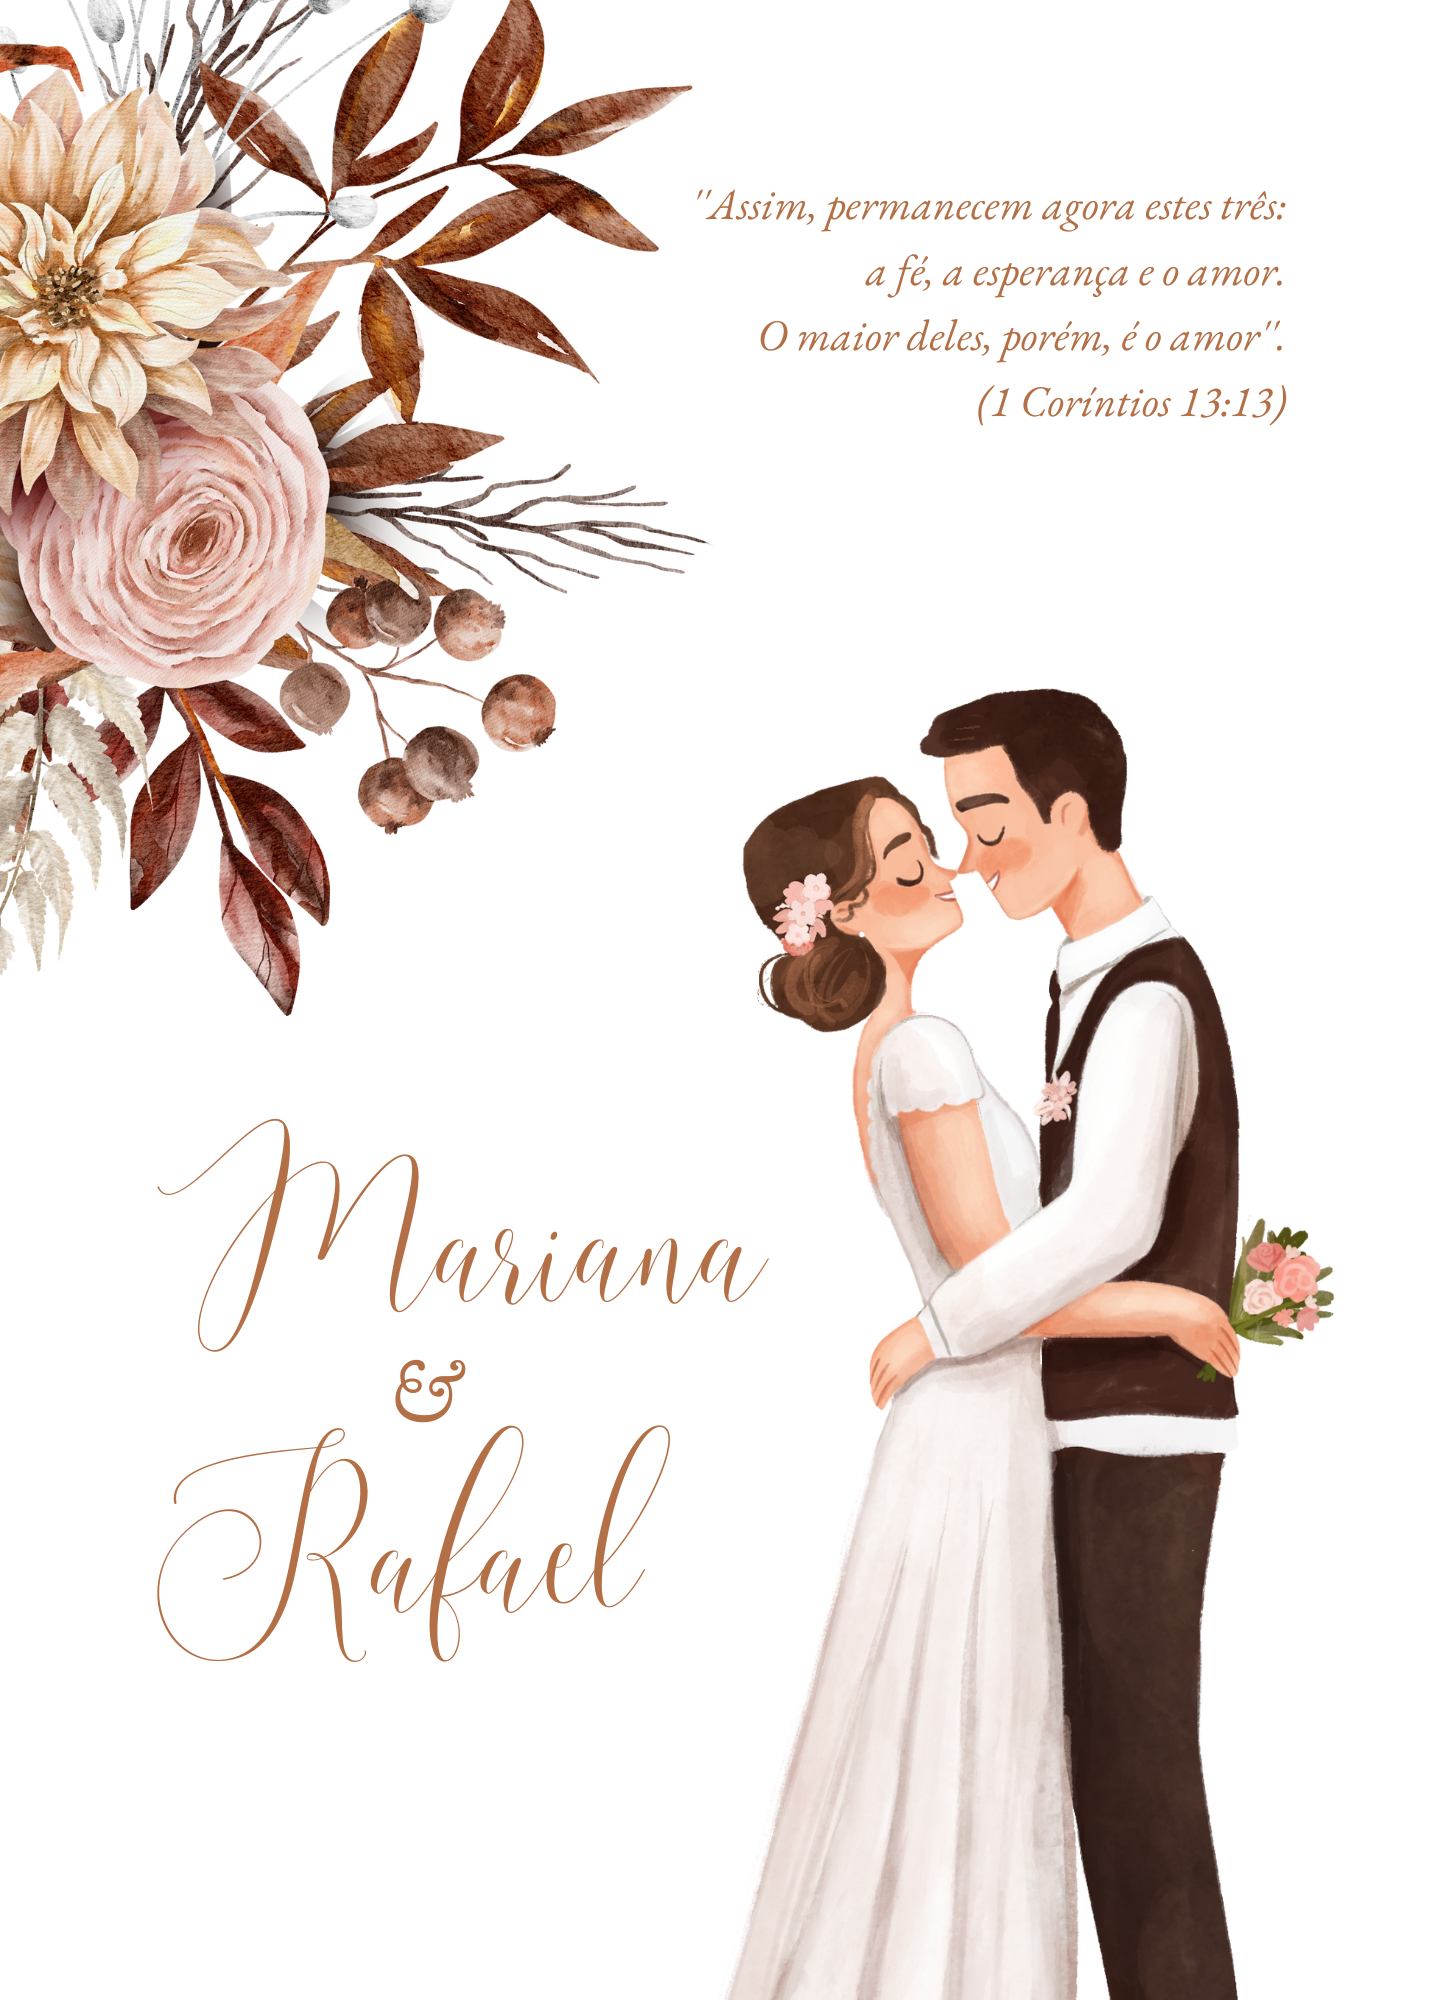 "Assim, permanecem agora estes três:
a fé, a esperança e o amor.
O maior deles, porém, é o amor".
(1 Coríntios 13:13)
Mariana
&
Rafael